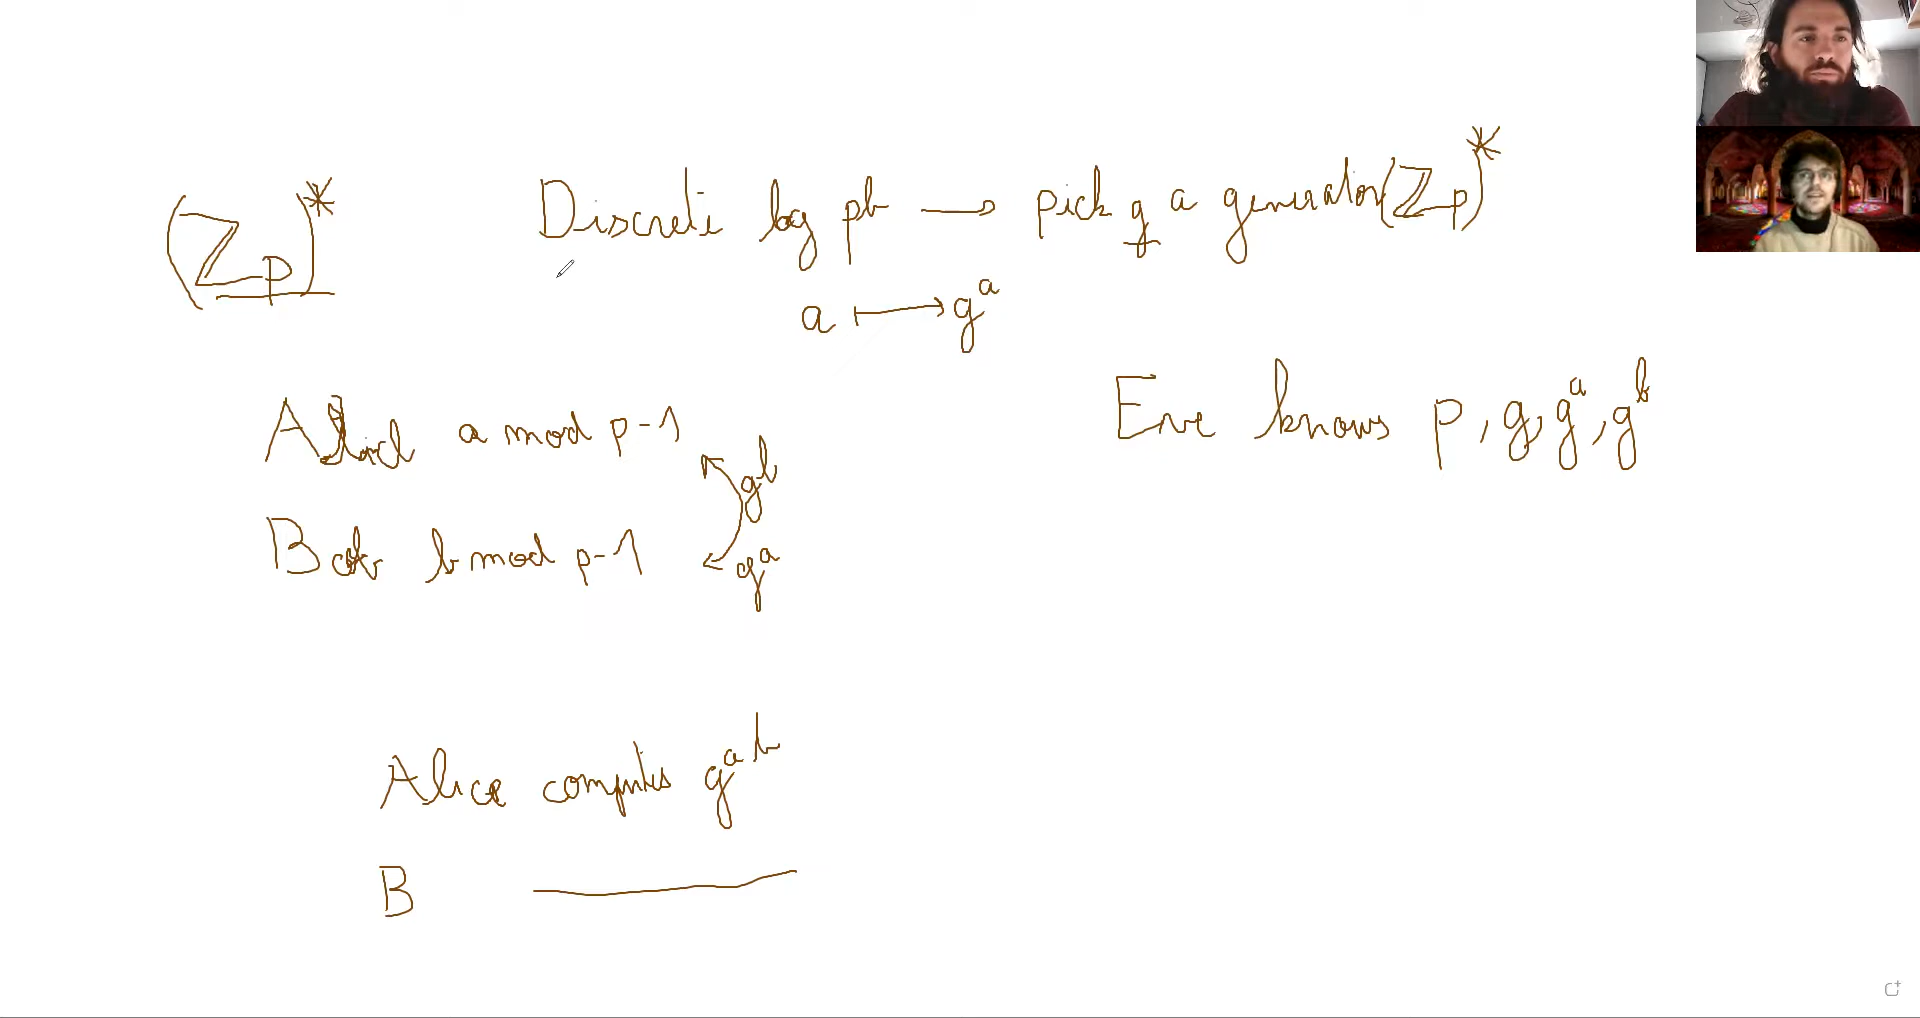 (ℤp)*
Discrete log pb → pick g a generator (ℤp)*
a ↦ g^a
Eve knows p, g, g^a, g^b
Alice a mod p-1
g^b
Bob b mod p-1
g^a
Alice computes g^ab
B